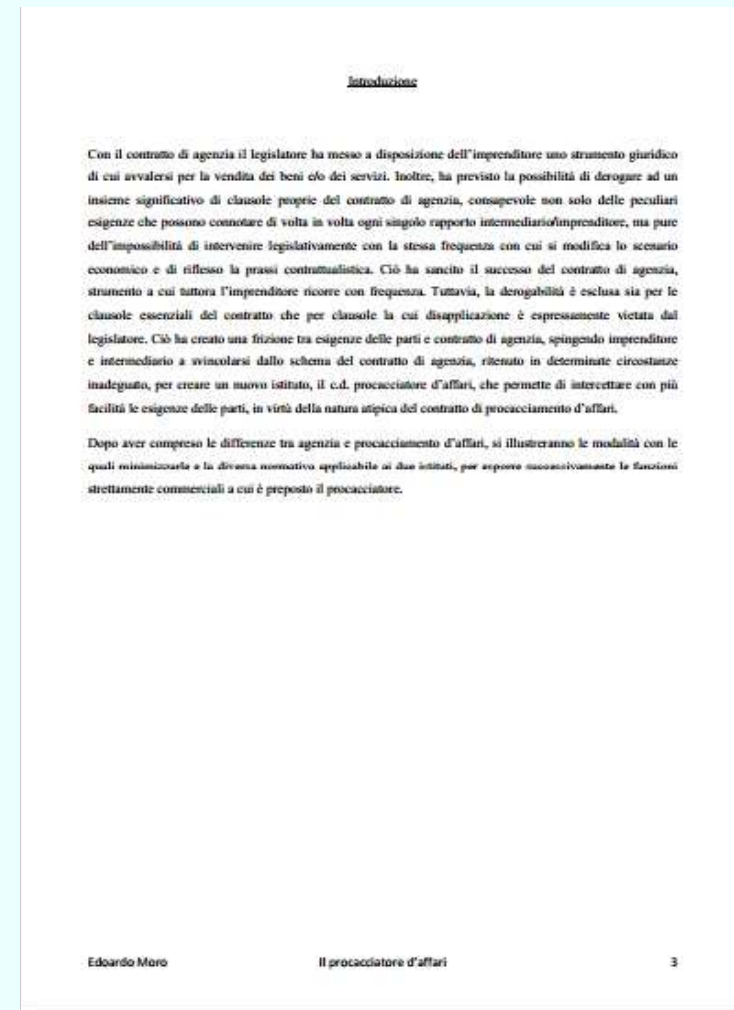 Introduzione
Con il contratto di agenzia il legislatore ha messo a disposizione dell'imprenditore uno strumento giuridico
di cui avvalersi per la vendita dei beni e/o dei servizi. Inoltre, ha previsto la possibilità di derogare ad un
insieme significativo di clausole proprie del contratto di agenzia, consapevole non solo delle peculiari
esigenze che possono connotare di volta in volta ogni singolo rapporto intermediario/imprenditore, ma pure
dell'impossibilità di intervenire legislativamente con la stessa frequenza con cui si modifica lo scenario
economico e di riflesso la prassi contrattualistica. Ciò ha sancito il successo del contratto di agenzia,
strumento a cui tuttora l'imprenditore ricorre con frequenza. Tuttavia, la derogabilità è esclusa sia per le
clausole essenziali del contratto che per clausole la cui disapplicazione è espressamente vietata dal
legislatore. Ciò ha creato una frizione tra esigenze delle parti e contratto di agenzia, spingendo imprenditore
e intermediario a svincolarsi dallo schema del contratto di agenzia, ritenuto in determinate circostanze
inadeguato, per creare un nuovo istituto, il c.d. procacciatore d'affari, che permette di intercettare con più
facilità le esigenze delle parti, in virtù della natura atipica del contratto di procacciamento d'affari.
Dopo aver compreso le differenze tra agenzia e procacciamento d'affari, si illustreranno le modalità con le
quali minimizzarle e la diversa normativa applicabile ai due istituti, per esporre successivamente le funzioni
strettamente commerciali a cui è preposto il procacciatore.
Edoardo Moro Il procacciatore d'affari 3